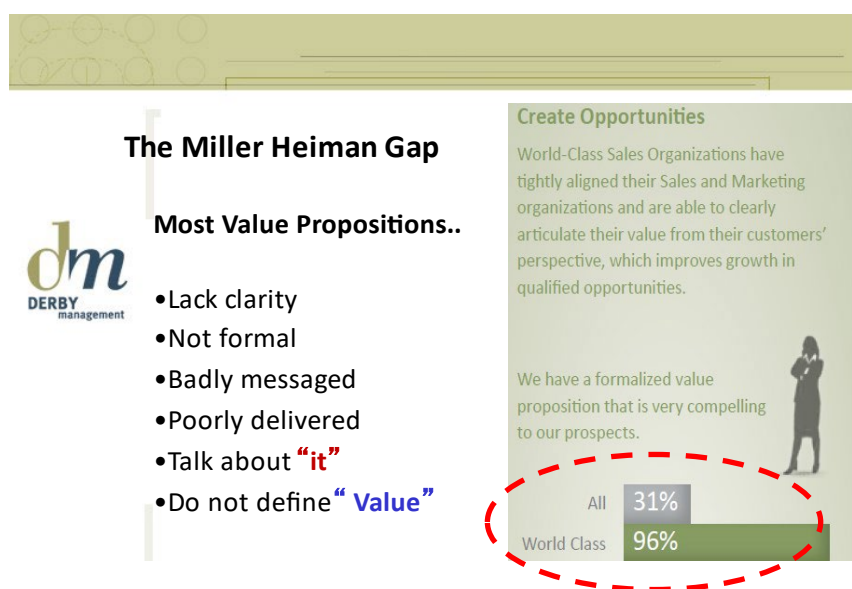 The Miller Heiman Gap
Most Value Propositions..
dm
DERBY
management
•Lack clarity
•Not formal
•Badly messaged
•Poorly delivered
•Talk about “it”
•Do not define “ Value”
Create Opportunities
World-Class Sales Organizations have
tightly aligned their Sales and Marketing
organizations and are able to clearly
articulate their value from their customers’
perspective, which improves growth in
qualified opportunities.
We have a formalized value
proposition that is very compelling
to our prospects.
All 31%
World Class 96%